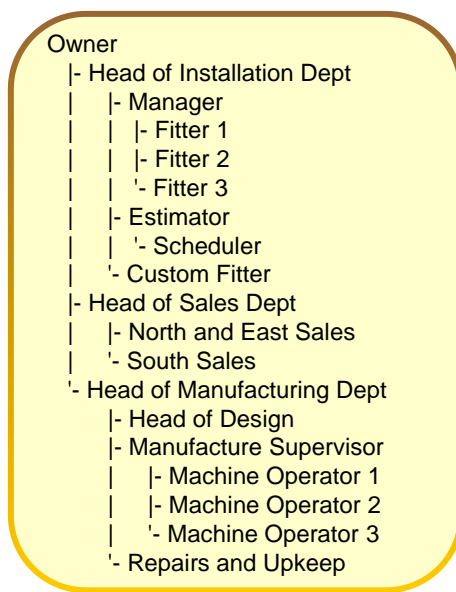 Owner
|- Head of Installation Dept
| |- Manager
| | |- Fitter 1
| | |- Fitter 2
| | '- Fitter 3
| |- Estimator
| | '- Scheduler
| '- Custom Fitter
|- Head of Sales Dept
| |- North and East Sales
| '- South Sales
'- Head of Manufacturing Dept
|- Head of Design
|- Manufacture Supervisor
| |- Machine Operator 1
| |- Machine Operator 2
| '- Machine Operator 3
'- Repairs and Upkeep